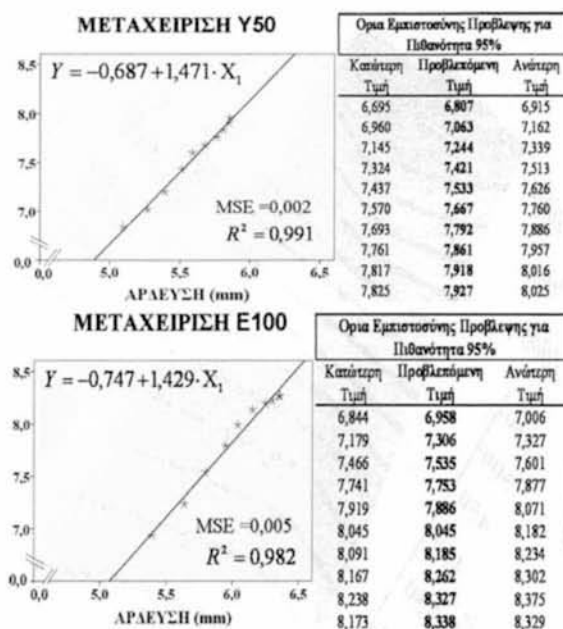 ΜΕΤΑΧΕΙΡΙΣΗ Υ50
8,5
Y = −0,687 + 1,471· X₁
8,0
7,5
7,0
MSE =0,002
R² = 0,991
0,0
0,0 5,0 5,5 6,0 6,5
ΑΡΔΕΥΣΗ (mm)
Ορια Εμπιστοσύνης Προβλεψης για
Πιθανότητα 95%
Κατώτερη Προβλεπόμενη Ανώτερη
Τιμή Τιμή Τιμή
6,695 6,807 6,915
6,960 7,063 7,162
7,145 7,244 7,339
7,324 7,421 7,513
7,437 7,533 7,626
7,570 7,667 7,760
7,693 7,792 7,886
7,761 7,861 7,957
7,817 7,918 8,016
7,825 7,927 8,025
ΜΕΤΑΧΕΙΡΙΣΗ Ε100
8,5
Y = −0,747 + 1,429· X₁
8,0
7,5
7,0
MSE =0,005
R² = 0,982
0,0
0,0 5,0 5,5 6,0 6,5
ΑΡΔΕΥΣΗ (mm)
Ορια Εμπιστοσύνης Προβλεψης για
Πιθανότητα 95%
Κατώτερη Προβλεπόμενη Ανώτερη
Τιμή Τιμή Τιμή
6,844 6,958 7,006
7,179 7,306 7,327
7,466 7,535 7,601
7,741 7,753 7,877
7,919 7,886 8,071
8,045 8,045 8,182
8,091 8,185 8,234
8,167 8,262 8,302
8,238 8,327 8,375
8,173 8,338 8,329